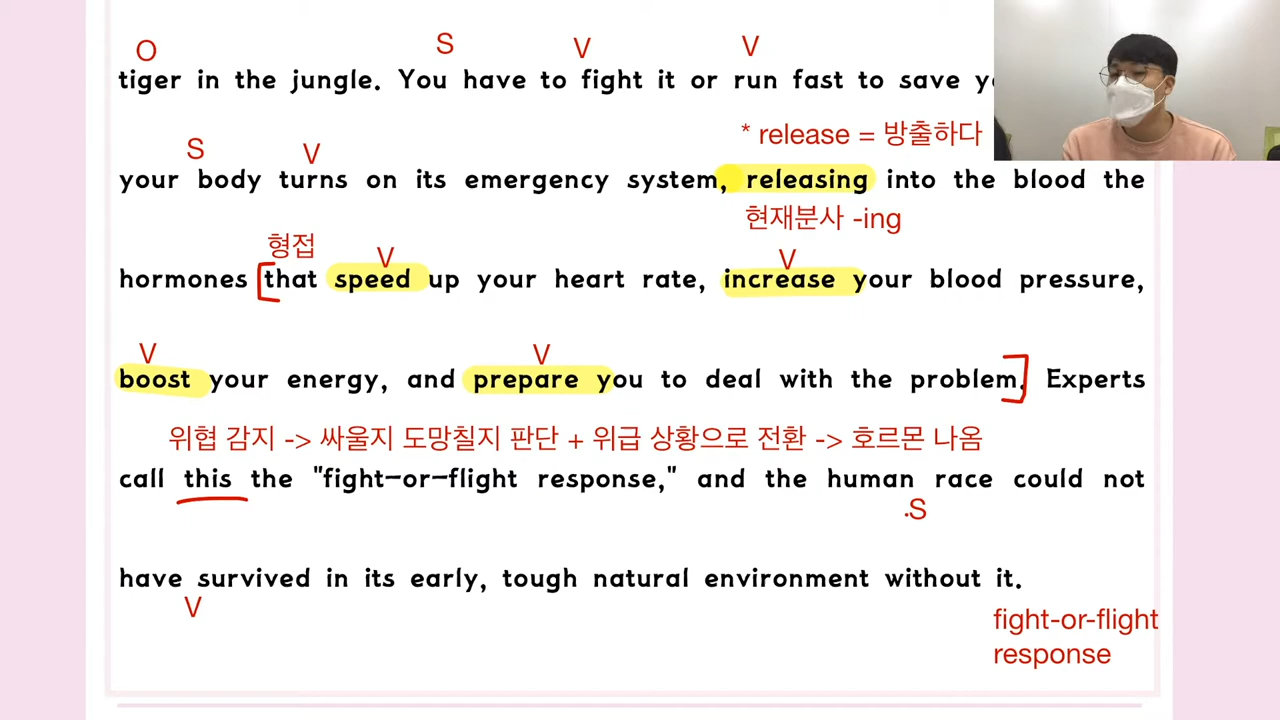 O S V V
tiger in the jungle. You have to fight it or run fast to save
* release = 방출하다
S V
your body turns on its emergency system, releasing into the blood the
현재분사 -ing
형접 V V
hormones [that speed up your heart rate, increase your blood pressure,
V V
boost your energy, and prepare you to deal with the problem.] Experts
위협 감지 -> 싸울지 도망칠지 판단 + 위급 상황으로 전환 -> 호르몬 나옴
call this the "fight-or-flight response," and the human race could not
S
have survived in its early, tough natural environment without it.
V
fight-or-flight
response